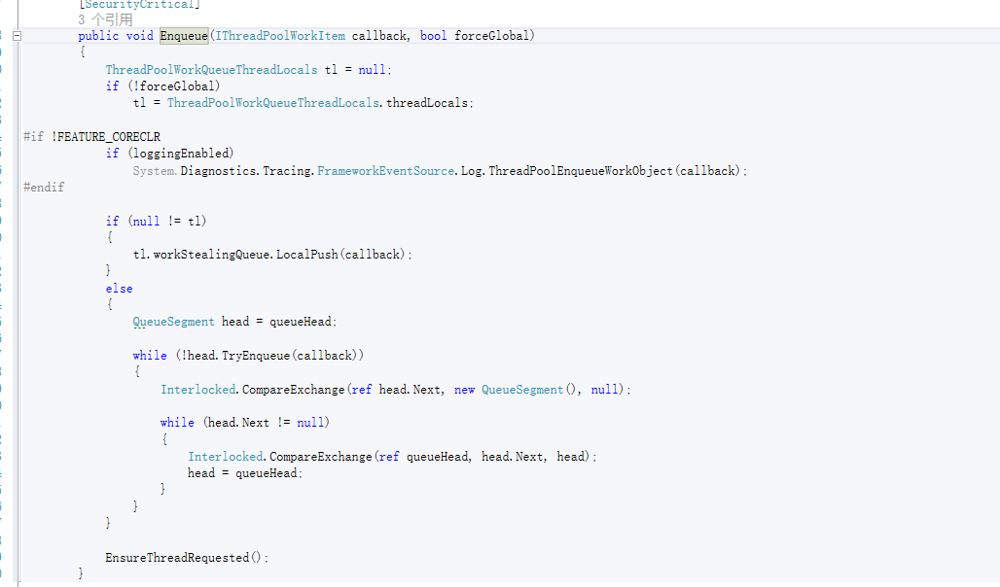 [SecurityCritical]
3 个引用
public void Enqueue(IThreadPoolWorkItem callback, bool forceGlobal)
{
ThreadPoolWorkQueueThreadLocals tl = null;
if (!forceGlobal)
tl = ThreadPoolWorkQueueThreadLocals.threadLocals;
#if !FEATURE_CORECLR
if (loggingEnabled)
System.Diagnostics.Tracing.FrameworkEventSource.Log.ThreadPoolEnqueueWorkObject(callback);
#endif
if (null != tl)
{
tl.workStealingQueue.LocalPush(callback);
}
else
{
QueueSegment head = queueHead;
while (!head.TryEnqueue(callback))
{
Interlocked.CompareExchange(ref head.Next, new QueueSegment(), null);
while (head.Next != null)
{
Interlocked.CompareExchange(ref queueHead, head.Next, head);
head = queueHead;
}
}
}
EnsureThreadRequested();
}